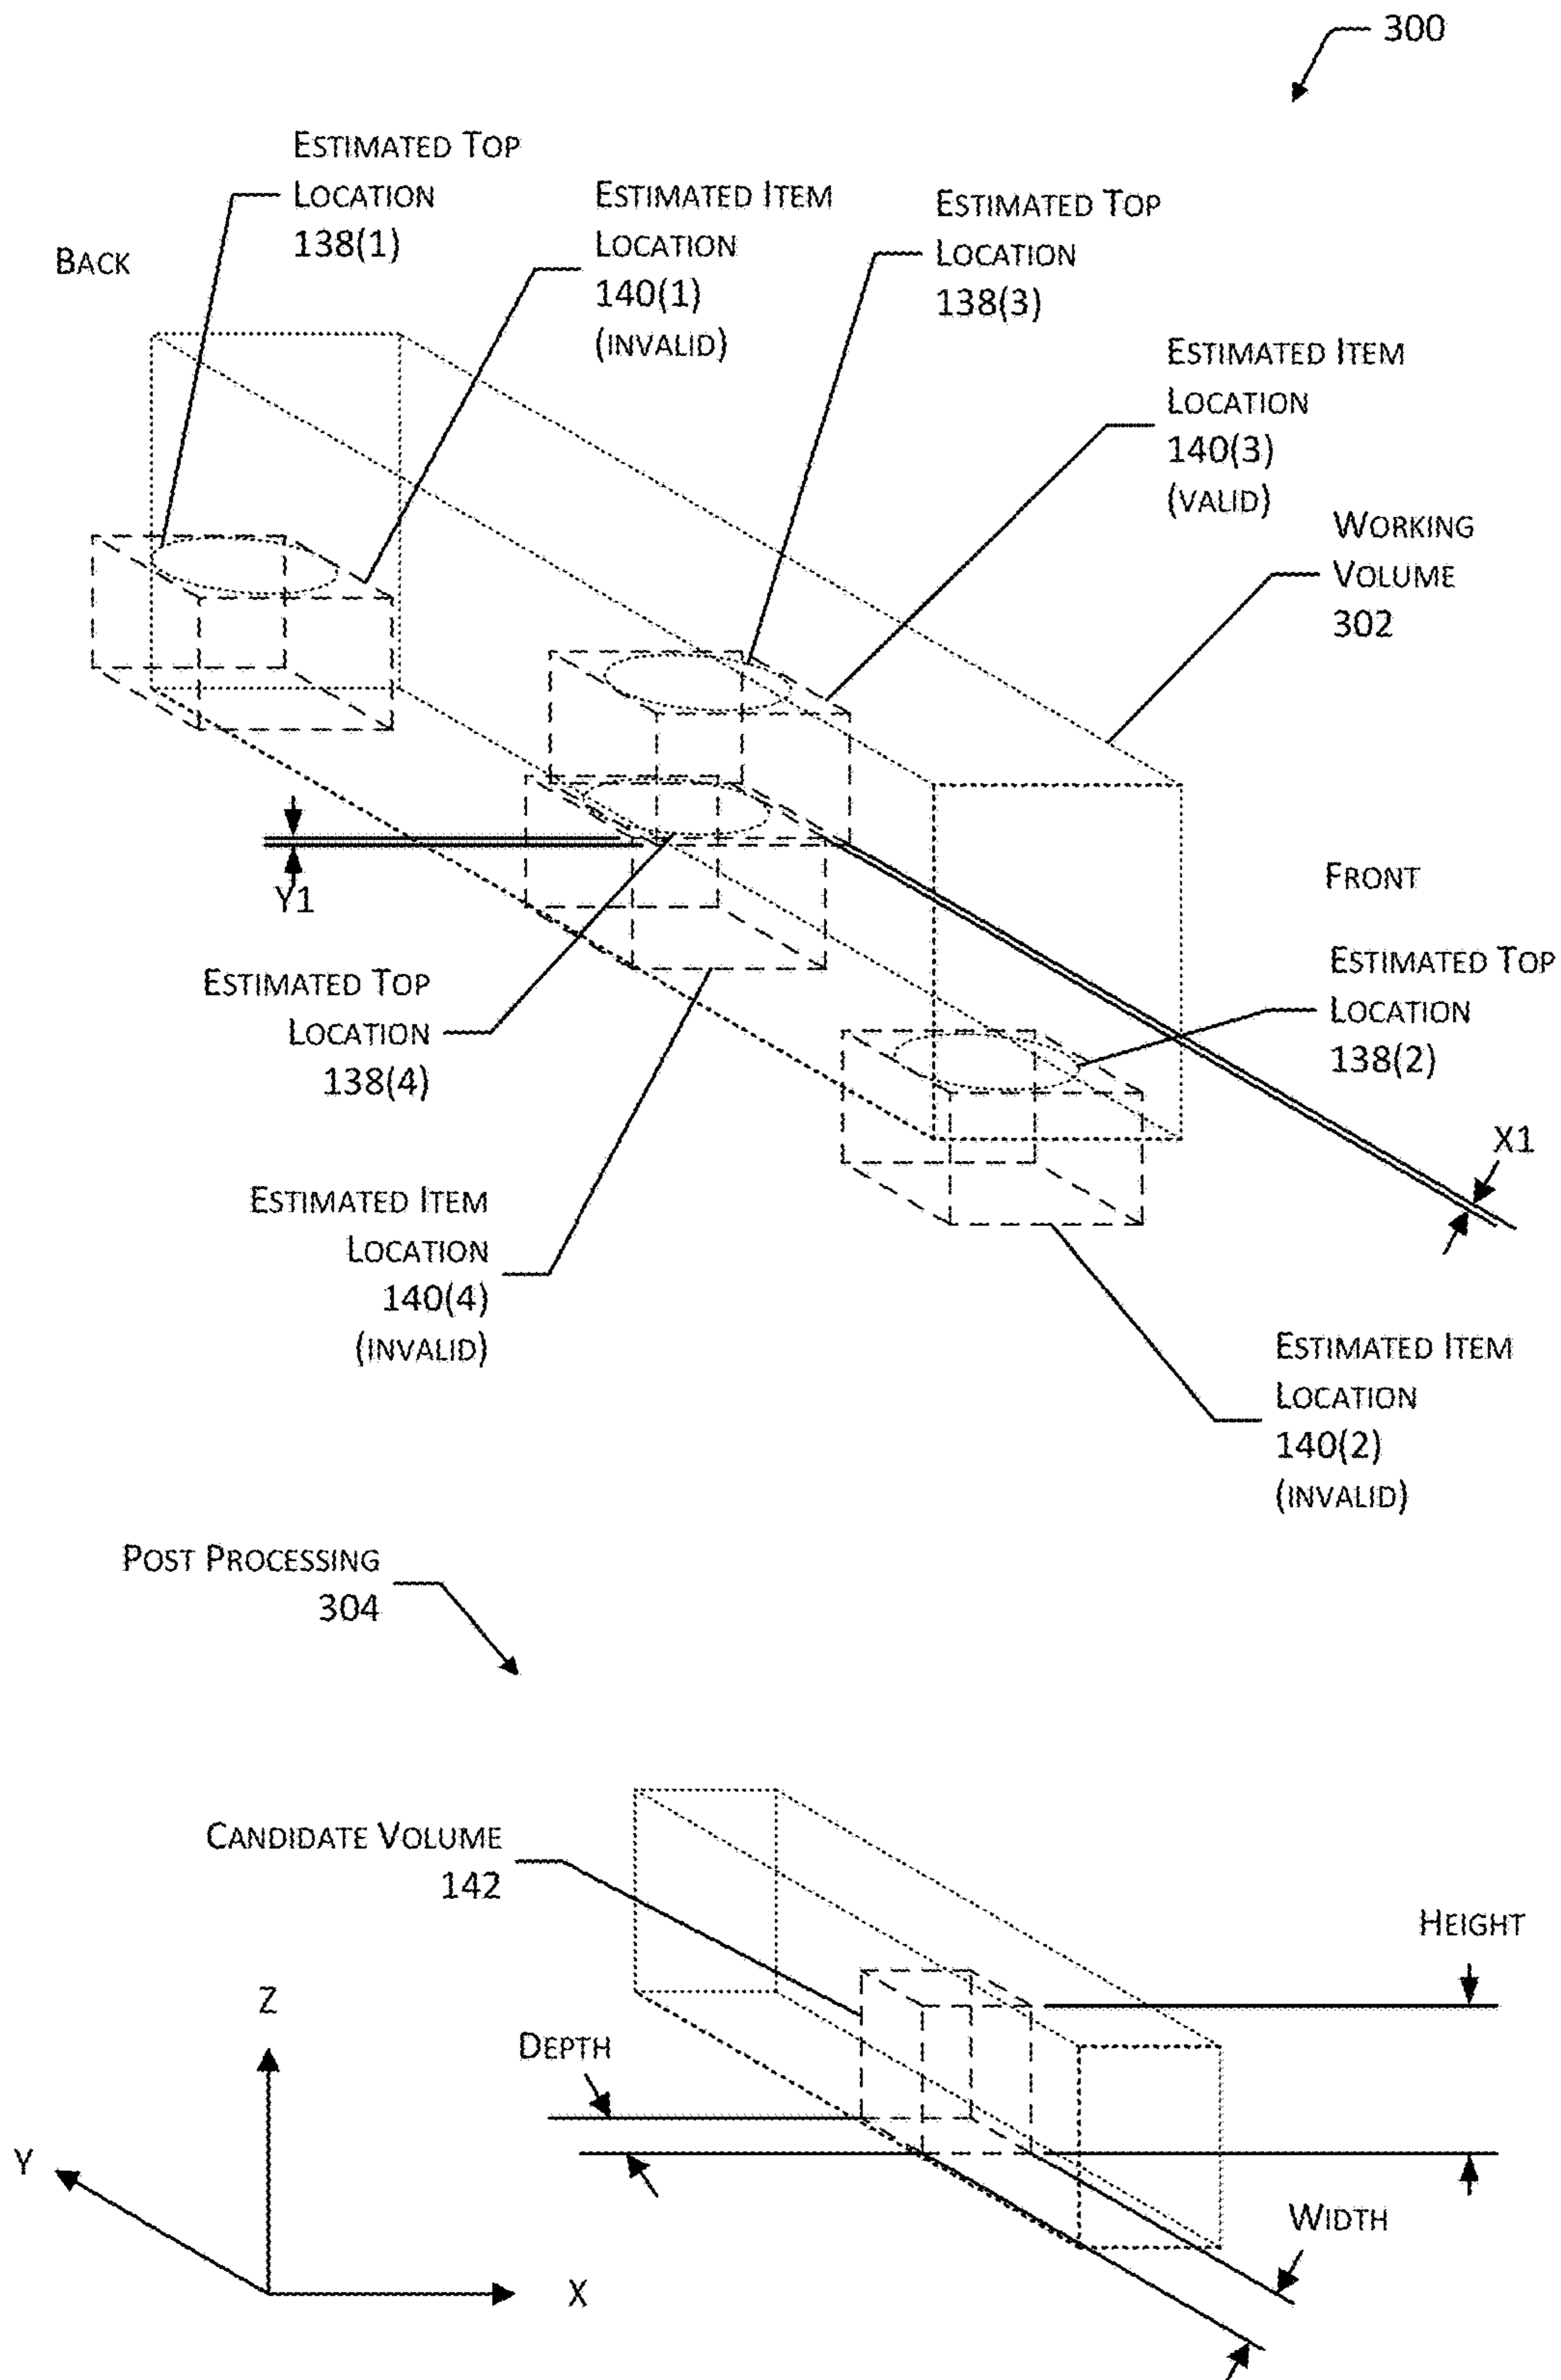 300
ESTIMATED TOP
LOCATION
138(1)
ESTIMATED ITEM
LOCATION
140(1)
(INVALID)
ESTIMATED TOP
LOCATION
138(3)
BACK
ESTIMATED ITEM
LOCATION
140(3)
(VALID)
WORKING
VOLUME
302
Y1
FRONT
ESTIMATED TOP
LOCATION
138(4)
ESTIMATED TOP
LOCATION
138(2)
X1
ESTIMATED ITEM
LOCATION
140(4)
(INVALID)
ESTIMATED ITEM
LOCATION
140(2)
(INVALID)
POST PROCESSING
304
CANDIDATE VOLUME
142
HEIGHT
Z
DEPTH
Y
WIDTH
X